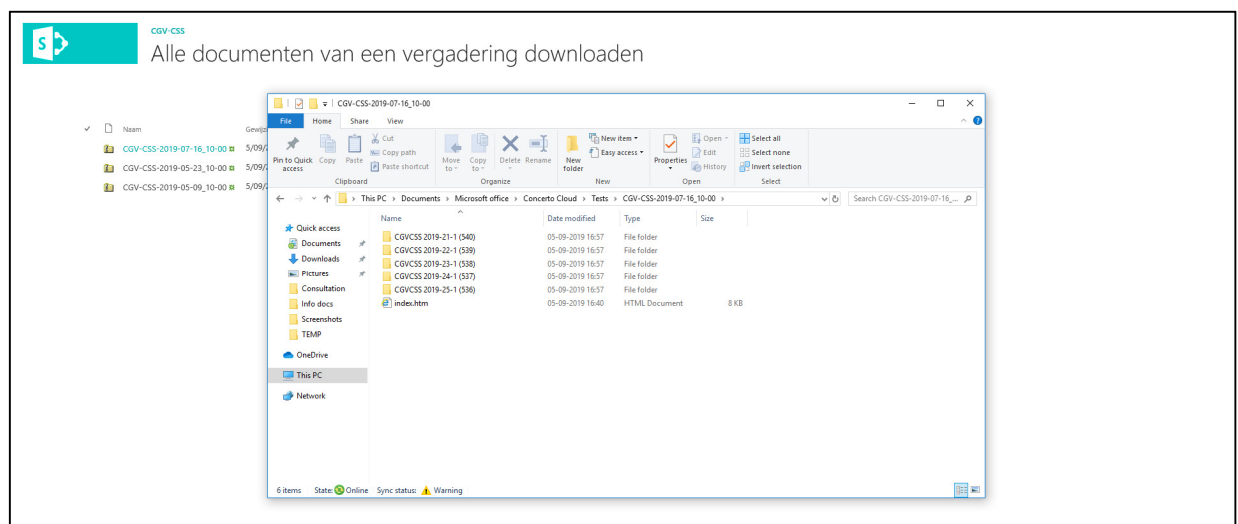 CGV-CSS
Alle documenten van een vergadering downloaden
CGV-CSS-2019-07-16_10-00
File Home Share View
Naam
CGV-CSS-2019-07-16_10-00 5/09/
CGV-CSS-2019-05-23_10-00 5/09/
CGV-CSS-2019-05-09_10-00 5/09/
Pin to Quick access
Copy
Paste
Cut
Copy path
Paste shortcut
Clipboard
Move to
Copy to
Delete
Rename
Organize
New folder
New item
Easy access
New
Properties
Open
Edit
History
Open
Select all
Select none
Invert selection
Select
This PC > Documents > Microsoft office > Concerto Cloud > Tests > CGV-CSS-2019-07-16_10-00 >
Search CGV-CSS-2019-07-16_...
Quick access
Documents
Downloads
Pictures
Consultation
Info docs
Screenshots
TEMP
OneDrive
This PC
Network
Name Date modified Type Size
CGVCSS 2019-21-1 (540) 05-09-2019 16:57 File folder
CGVCSS 2019-22-1 (539) 05-09-2019 16:57 File folder
CGVCSS 2019-23-1 (538) 05-09-2019 16:57 File folder
CGVCSS 2019-24-1 (537) 05-09-2019 16:57 File folder
CGVCSS 2019-25-1 (536) 05-09-2019 16:57 File folder
index.htm 05-09-2019 16:40 HTML Document 8 KB
6 items State: Online Sync status: Warning